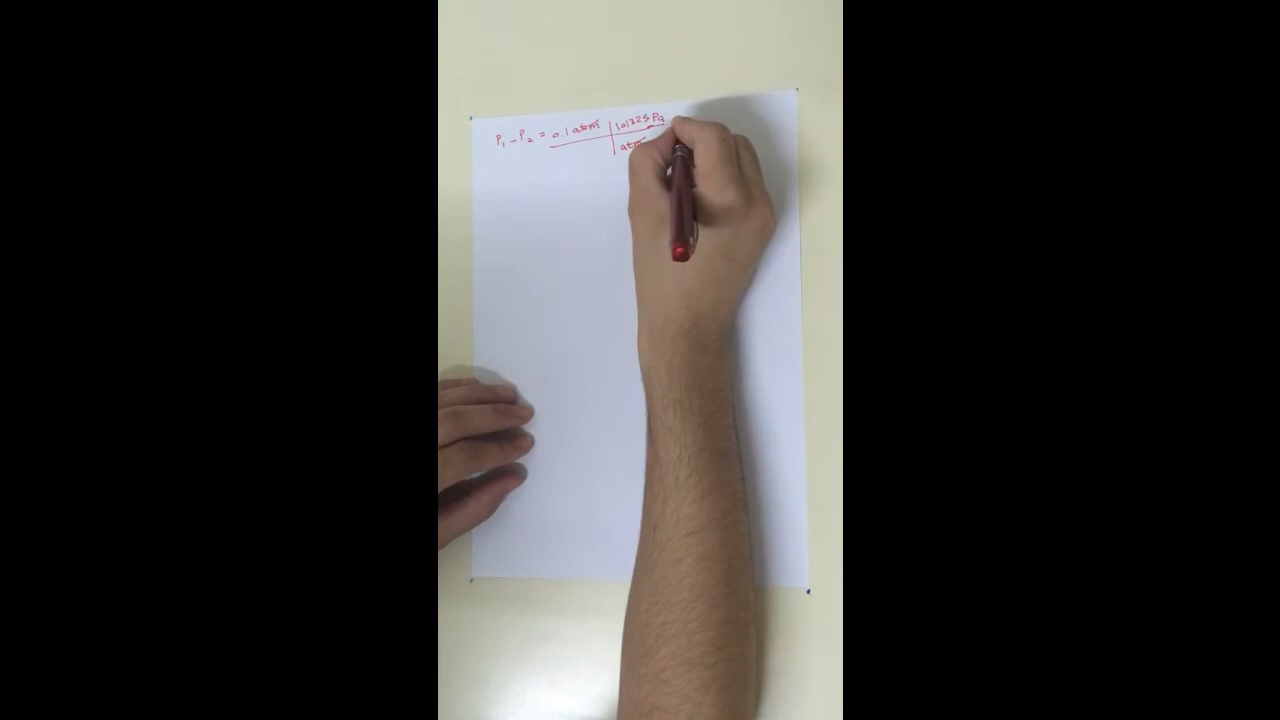 P₁ - P₂ = 0.1 atm | 101325 Pa
atm